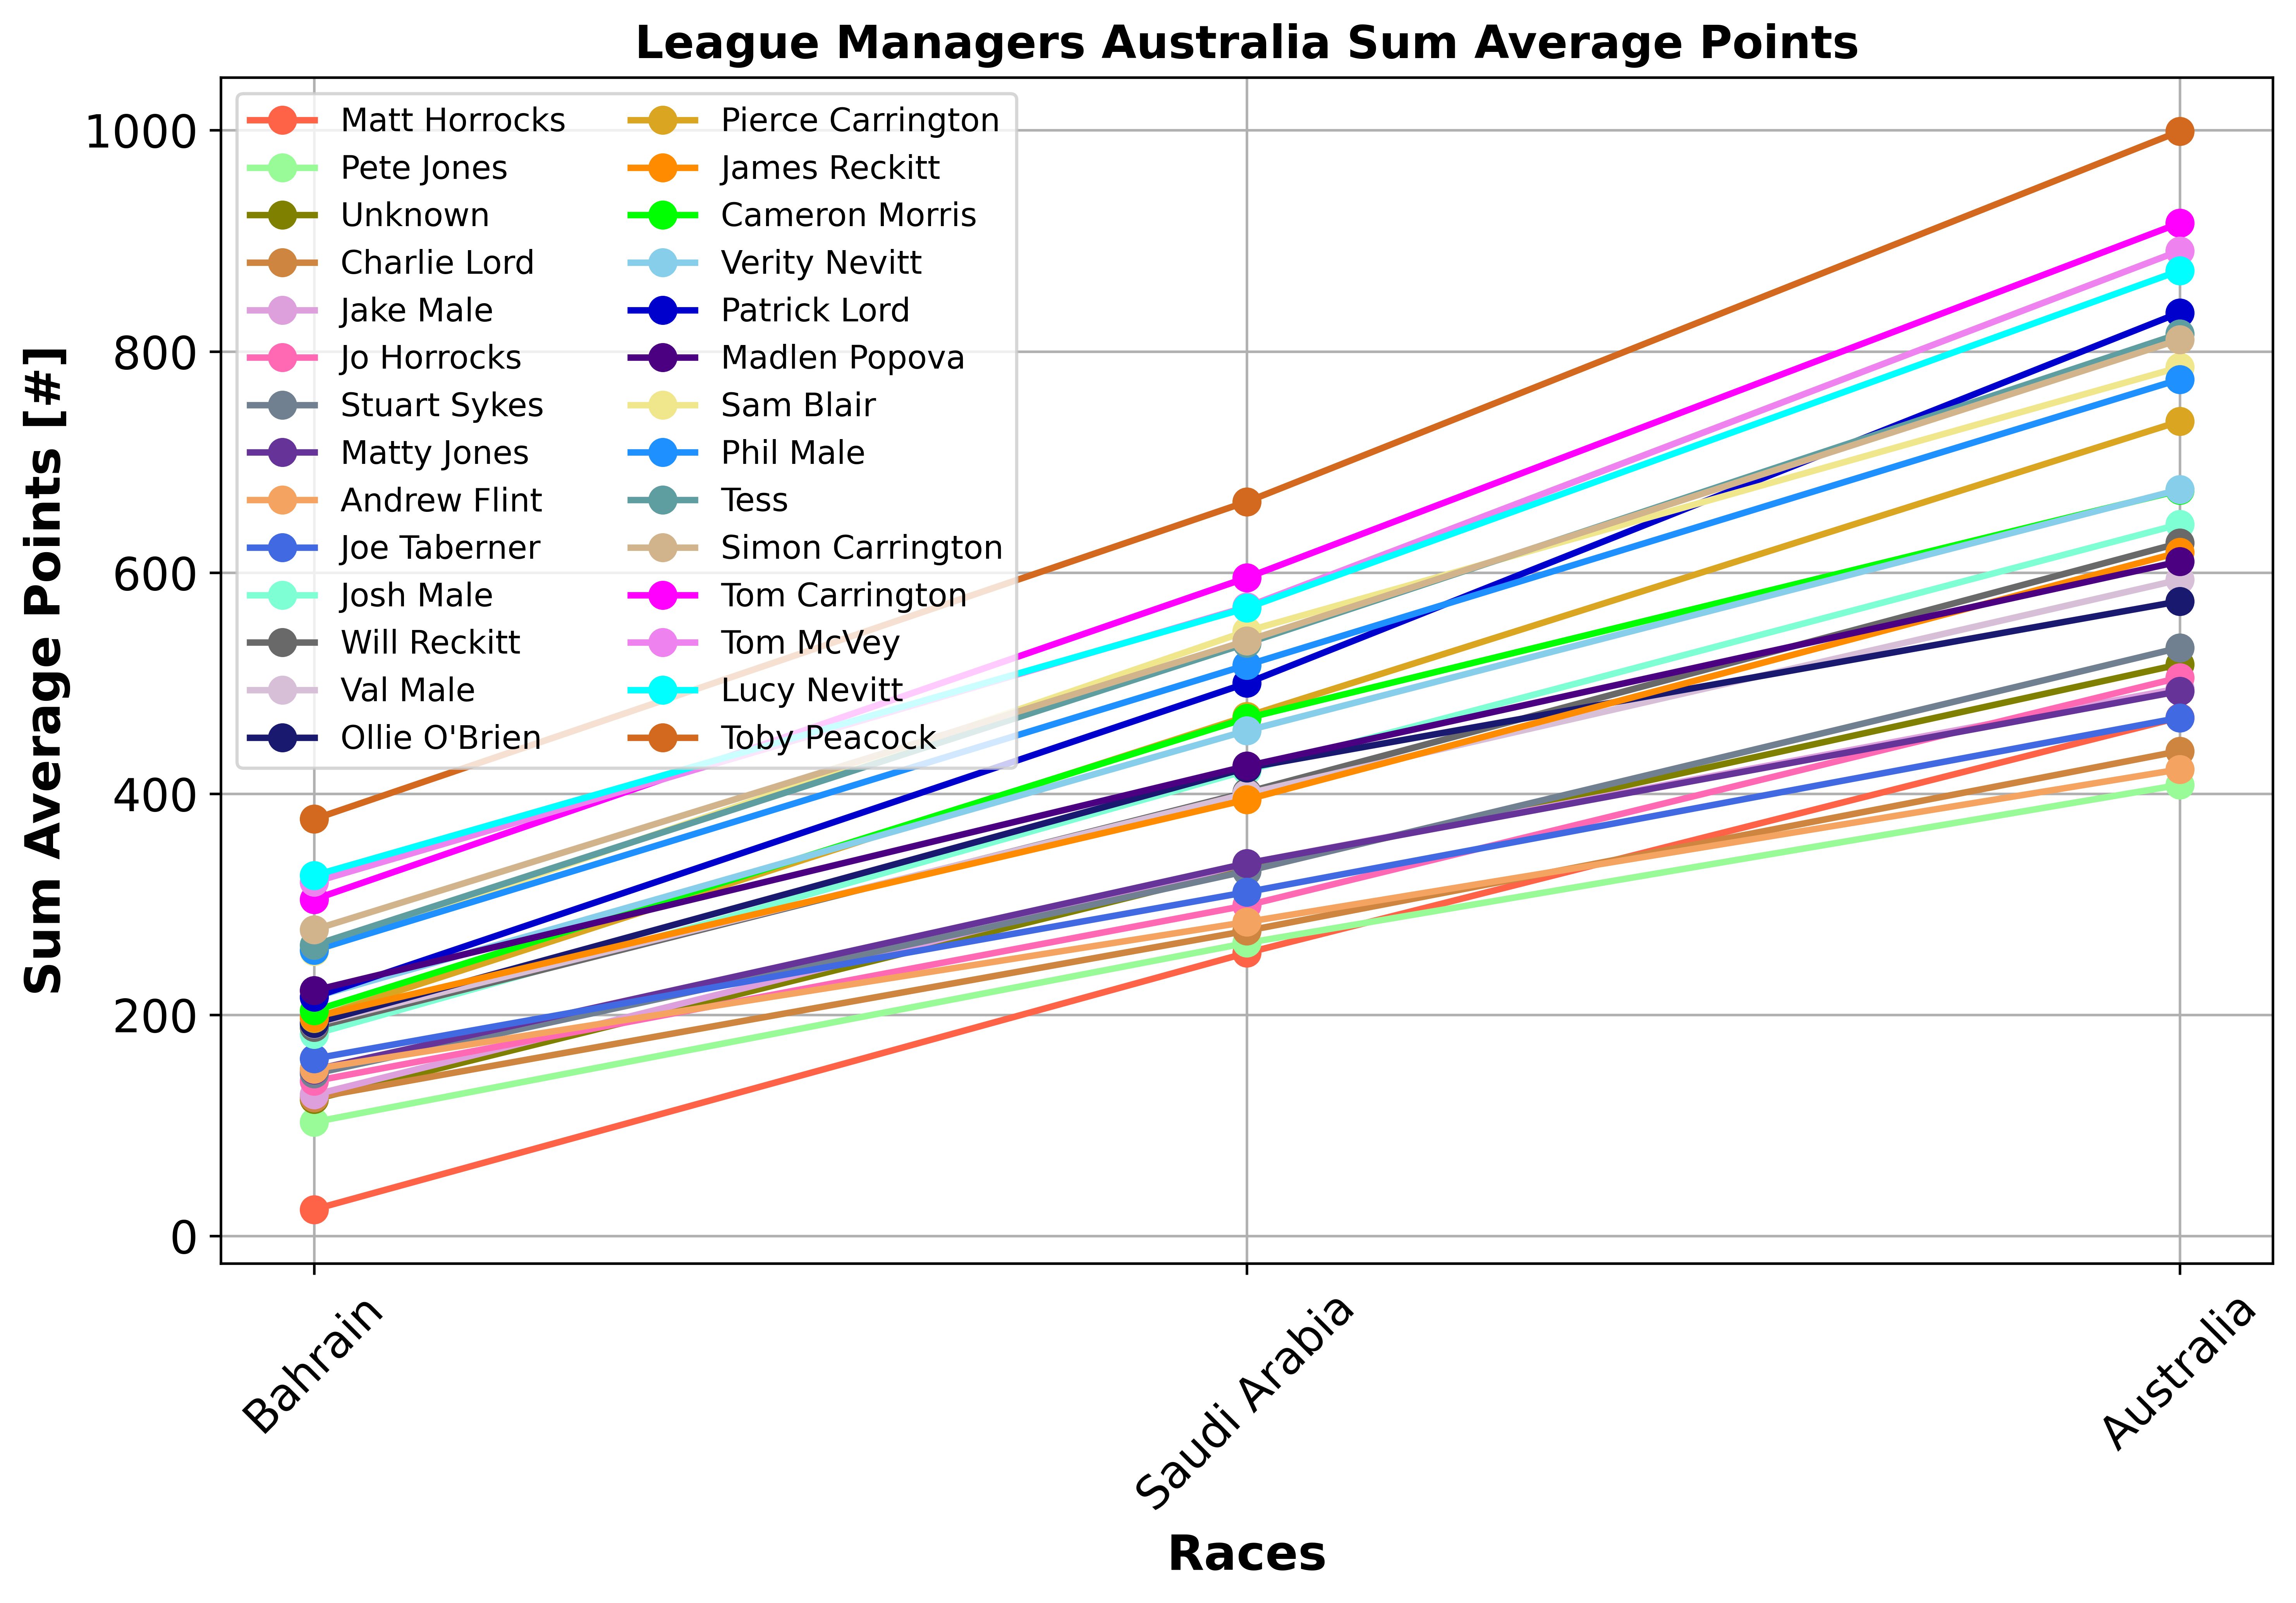 League Managers Australia Sum Average Points
Sum Average Points [#]
1000
800
600
400
200
0
Matt Horrocks
Pete Jones
Unknown
Charlie Lord
Jake Male
Jo Horrocks
Stuart Sykes
Matty Jones
Andrew Flint
Joe Taberner
Josh Male
Will Reckitt
Val Male
Ollie O'Brien
Pierce Carrington
James Reckitt
Cameron Morris
Verity Nevitt
Patrick Lord
Madlen Popova
Sam Blair
Phil Male
Tess
Simon Carrington
Tom Carrington
Tom McVey
Lucy Nevitt
Toby Peacock
Bahrain
Saudi Arabia
Australia
Races